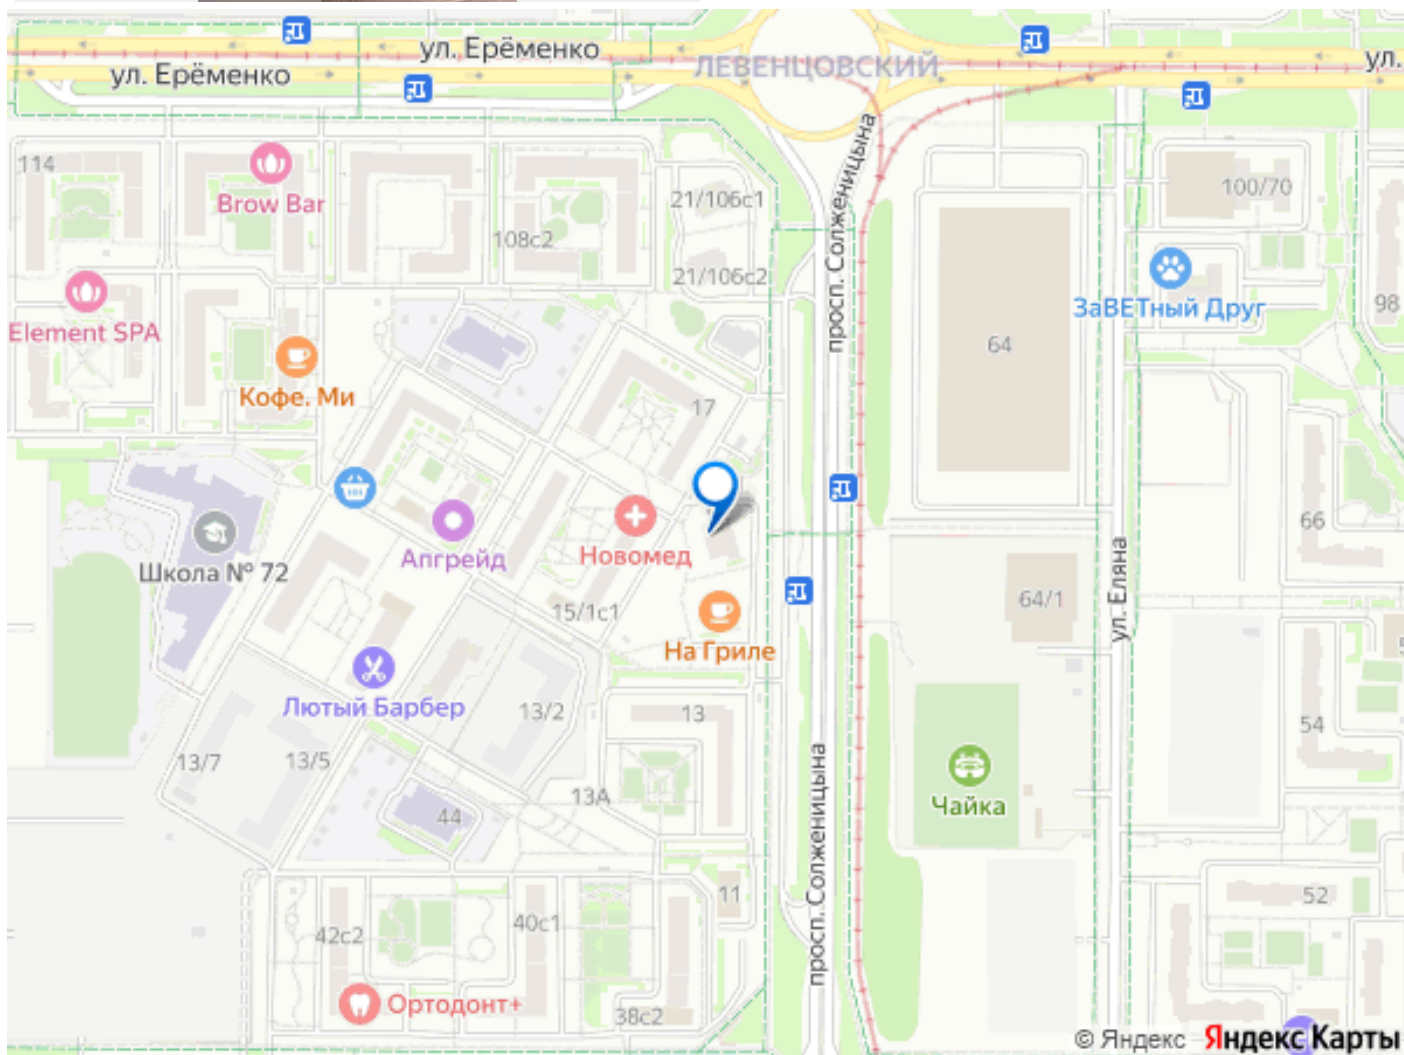 ул. Ерёменко
ул. Ерёменко
ЛЕВЕНЦОВСКИЙ
ул.
114
Brow Bar
108с2
21/106с1
21/106с2
просп. Солженицына
100/70
ЗаВЕТный Друг
98
Element SPA
Кофе. Ми
17
64
Школа № 72
Апгрейд
Новомед
15/1с1
На Гриле
64/1
ул. Еляна
66
Лютый Барбер
13/2
13
13/7
13/5
13А
44
54
Чайка
просп. Солженицына
11
52
42с2
40с1
Ортодонт+
38с2
© Яндекс Яндекс Карты